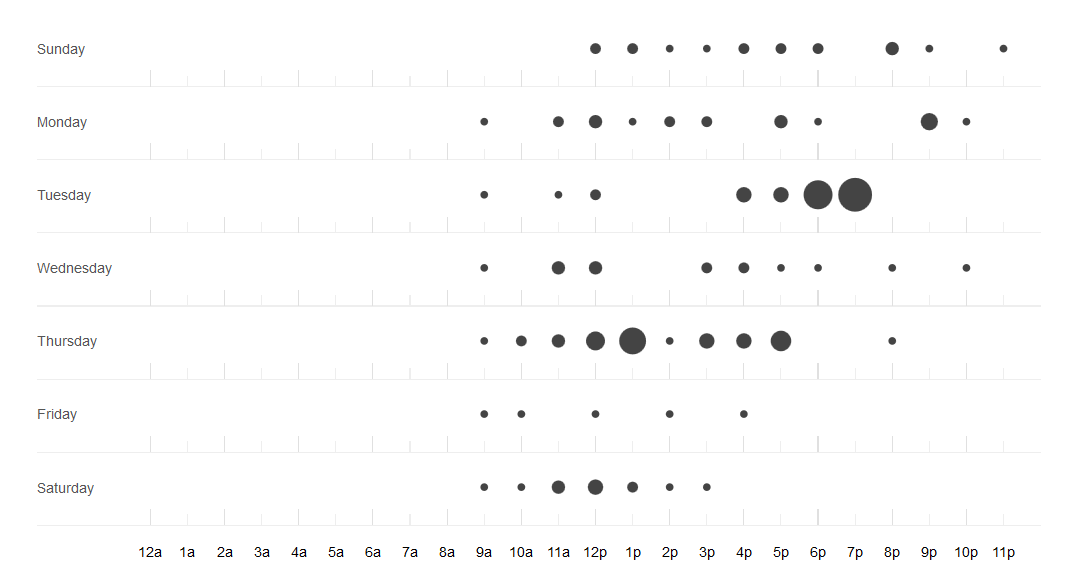 Sunday
Monday
Tuesday
Wednesday
Thursday
Friday
Saturday
12a 1a 2a 3a 4a 5a 6a 7a 8a 9a 10a 11a 12p 1p 2p 3p 4p 5p 6p 7p 8p 9p 10p 11p